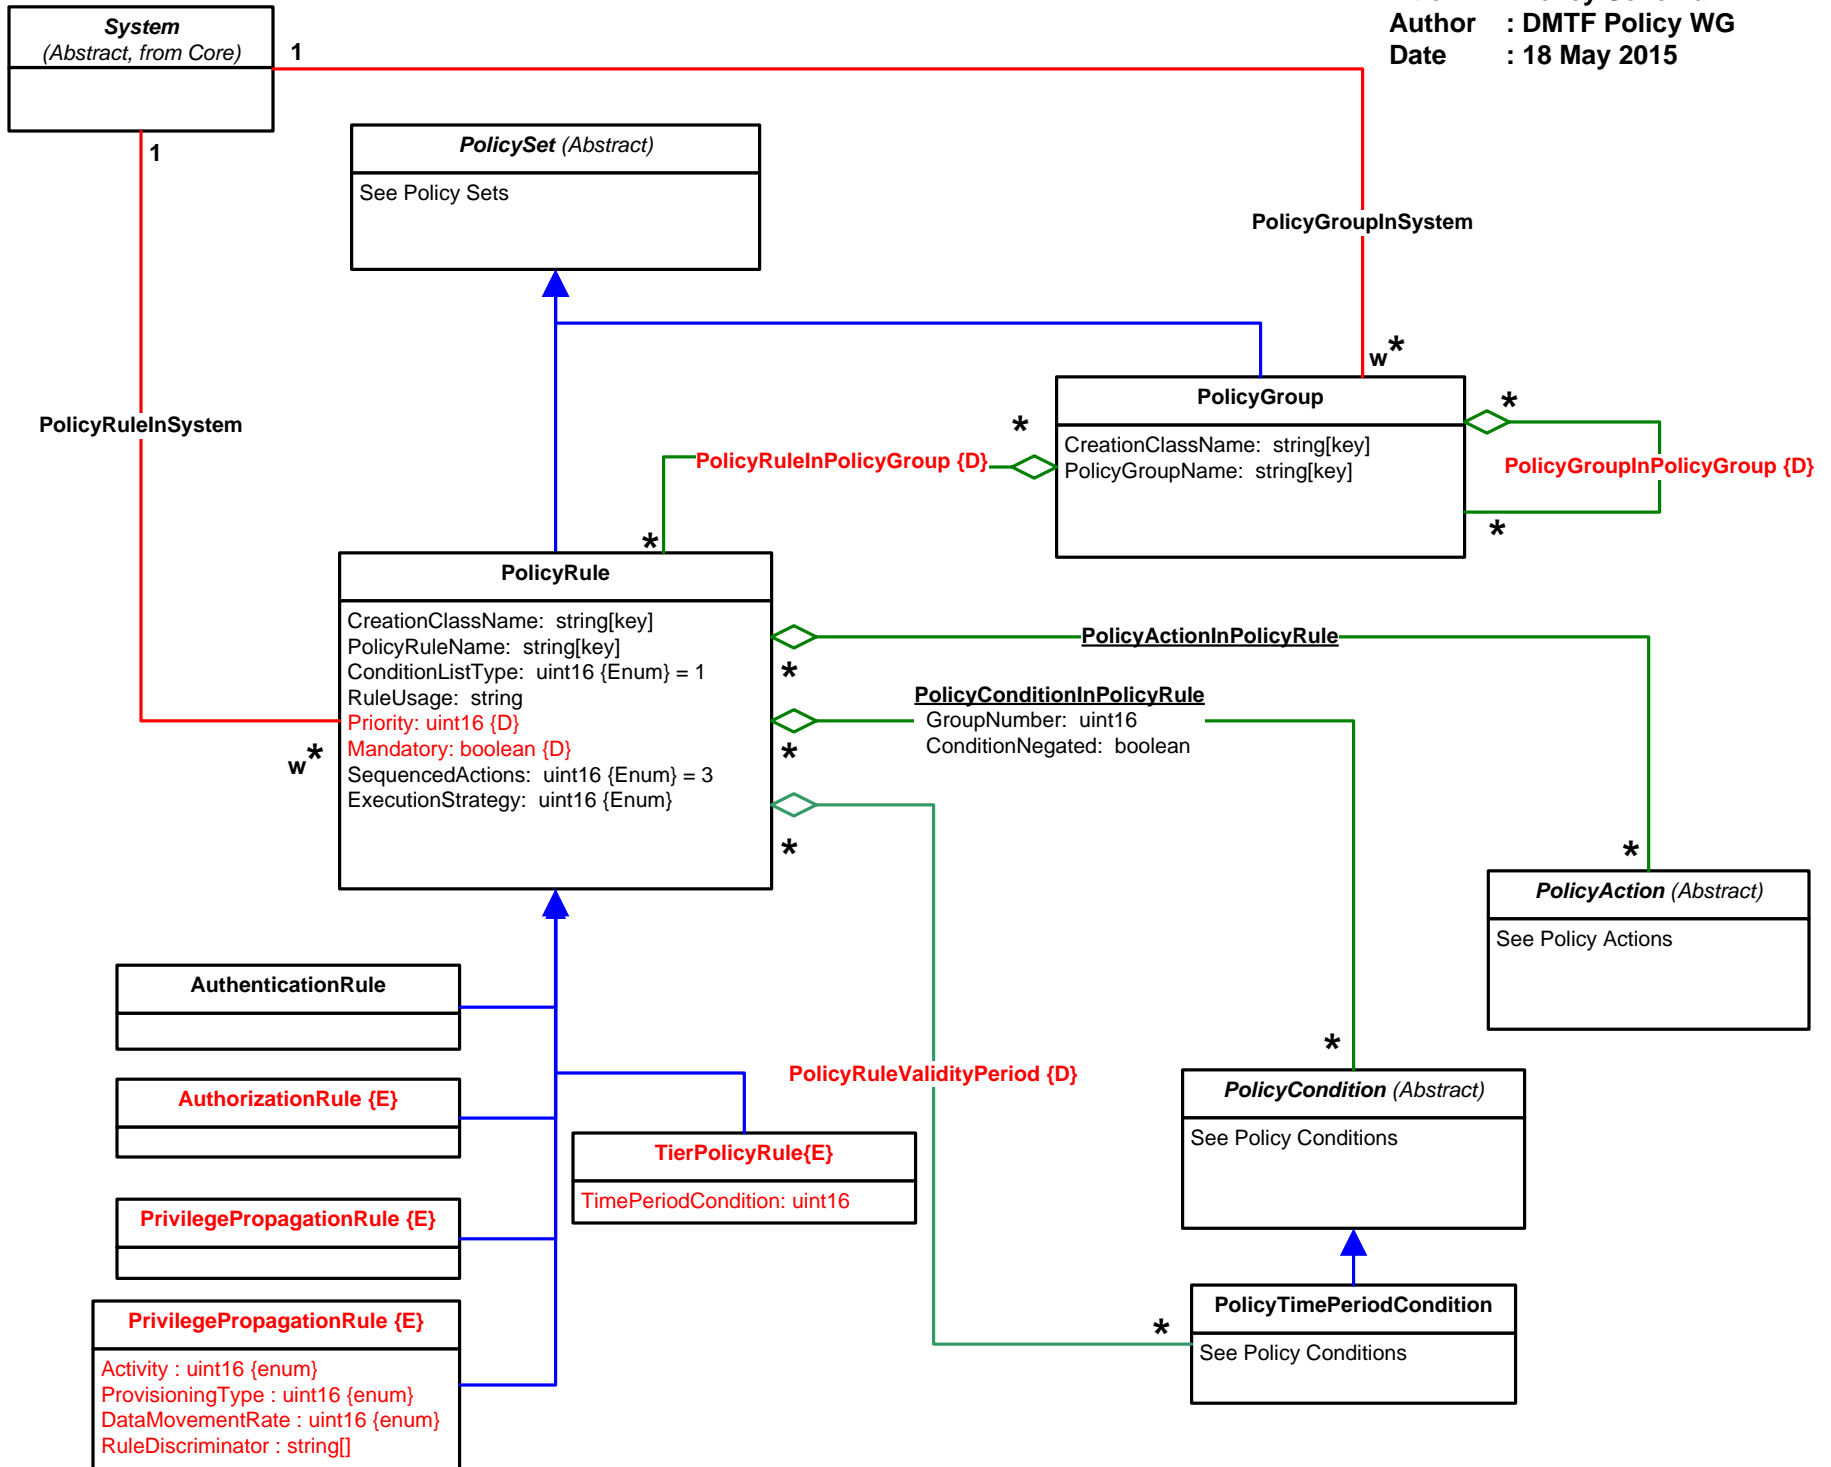 System
(Abstract, from Core)
1
1
Author : DMTF Policy WG
Date : 18 May 2015
PolicySet (Abstract)
See Policy Sets
PolicyGroupInSystem
w*
PolicyRuleInSystem
PolicyGroup
CreationClassName: string[key]
PolicyGroupName: string[key]
*
*
PolicyGroupInPolicyGroup {D}
*
PolicyRuleInPolicyGroup {D}
*
PolicyRule
CreationClassName: string[key]
PolicyRuleName: string[key]
ConditionListType: uint16 {Enum} = 1
RuleUsage: string
Priority: uint16 {D}
Mandatory: boolean {D}
SequencedActions: uint16 {Enum} = 3
ExecutionStrategy: uint16 {Enum}
w*
PolicyActionInPolicyRule
*
PolicyConditionInPolicyRule
GroupNumber: uint16
ConditionNegated: boolean
*
*
*
PolicyAction (Abstract)
See Policy Actions
AuthenticationRule
AuthorizationRule {E}
PrivilegePropagationRule {E}
TierPolicyRule{E}
TimePeriodCondition: uint16
PolicyRuleValidityPeriod {D}
*
PolicyCondition (Abstract)
See Policy Conditions
PolicyTimePeriodCondition
See Policy Conditions
*
PrivilegePropagationRule {E}
Activity : uint16 {enum}
ProvisioningType : uint16 {enum}
DataMovementRate : uint16 {enum}
RuleDiscriminator : string[]